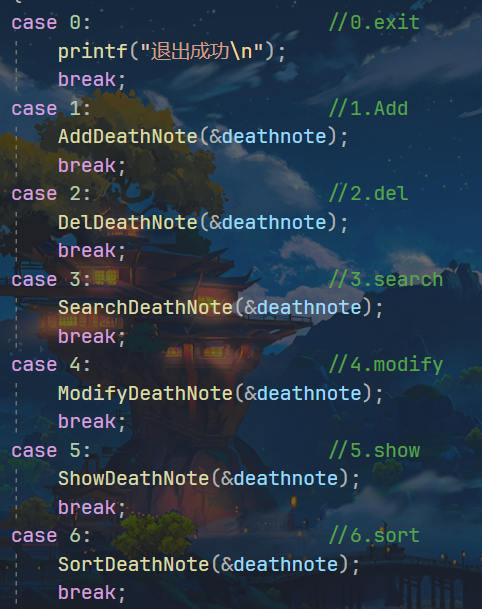 case 0: //0.exit
printf("退出成功\n");
break;
case 1: //1.Add
AddDeathNote(&deathnote);
break;
case 2: //2.del
DelDeathNote(&deathnote);
break;
case 3: //3.search
SearchDeathNote(&deathnote);
break;
case 4: //4.modify
ModifyDeathNote(&deathnote);
break;
case 5: //5.show
ShowDeathNote(&deathnote);
break;
case 6: //6.sort
SortDeathNote(&deathnote);
break;